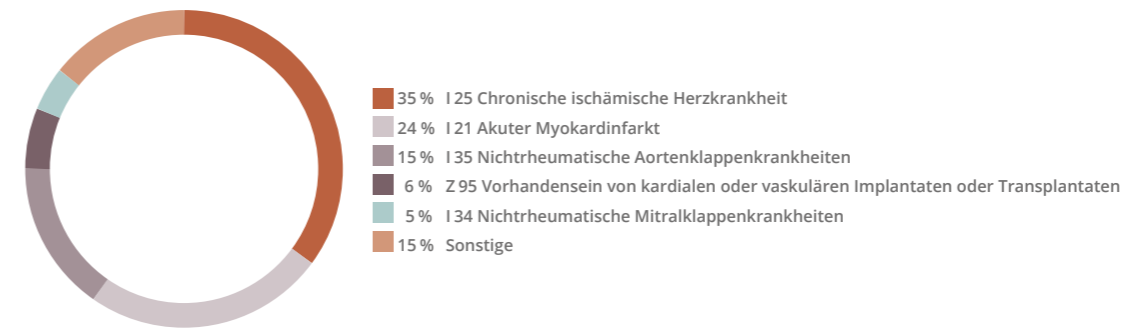 35 % I 25 Chronische ischämische Herzkrankheit
24 % I 21 Akuter Myokardinfarkt
15 % I 35 Nichtrheumatische Aortenklappenkrankheiten
6 % Z 95 Vorhandensein von kardialen oder vaskulären Implantaten oder Transplantaten
5 % I 34 Nichtrheumatische Mitralklappenkrankheiten
15 % Sonstige